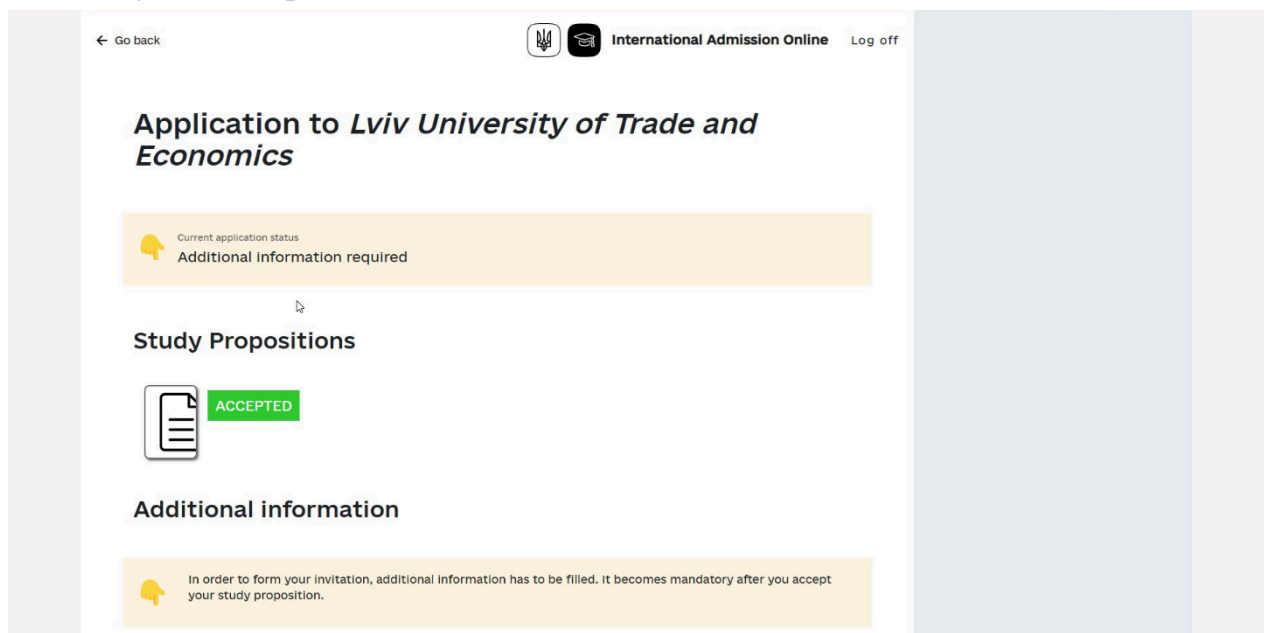 ← Go back
International Admission Online
Log off
Application to Lviv University of Trade and
Economics
Current application status
Additional information required
Study Propositions
ACCEPTED
Additional information
In order to form your invitation, additional information has to be filled. It becomes mandatory after you accept
your study proposition.